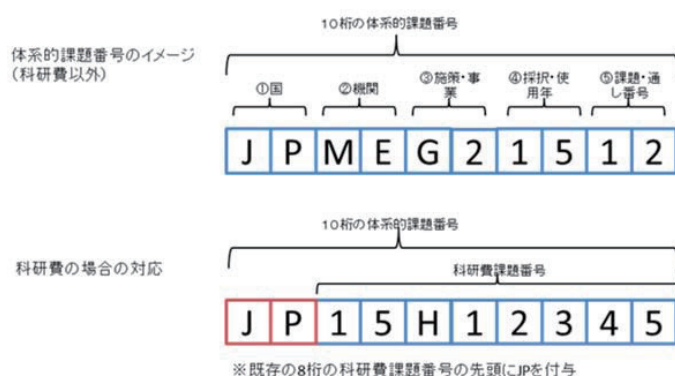 10桁の体系的課題番号
体系的課題番号のイメージ
(科研費以外)
①国
②機関
③施策・事
業
④採択・使
用年
⑤課題・通
し番号
J P M E G 2 1 5 1 2
10桁の体系的課題番号
科研費の場合の対応
科研費課題番号
J P 1 5 H 1 2 3 4 5
※既存の8桁の科研費課題番号の先頭にJPを付与